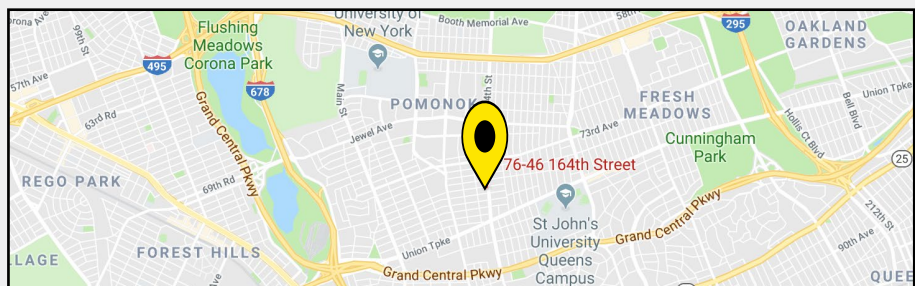 University of
New York
Booth Memorial Ave
58th
295
OAKLAND
GARDENS
Flushing
Meadows
Corona Park
99th St
495
678
57th Ave
63rd Rd
Main St
POMONOK
4th St
Jewel Ave
73rd Ave
FRESH
MEADOWS
Union Tpke
Bell Blvd
Hollis Ct Blvd
Cunningham
Park
25
Grand Central Pkwy
76-46 164th Street
REGO PARK
69th Rd
St John's
University
Queens
Campus
Grand Central Pkwy
212th St
90th Ave
FOREST HILLS
Union Tpke
LLAGE
Grand Central Pkwy
QUEE